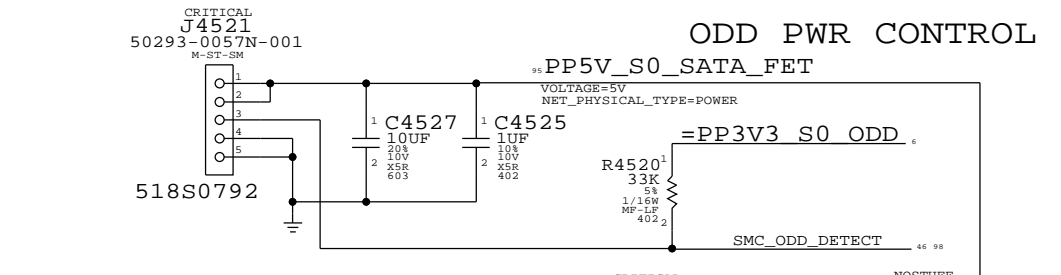 CRITICAL
J4521
50293-0057N-001
M-ST-SM
ODD PWR CONTROL
1
2
3
4
5
518S0792
95 PP5V_S0_SATA_FET
VOLTAGE=5V
NET_PHYSICAL_TYPE=POWER
1
C4527
10UF
20%
10V
X5R
603
2
1
C4525
1UF
10%
10V
X5R
402
2
=PP3V3_S0_ODD 6
R4520
1
33K
5%
1/16W
MF-LF
402
2
SMC_ODD_DETECT 46 98